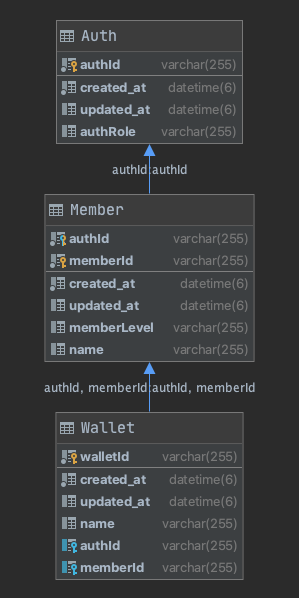 Auth
authId varchar(255)
created_at datetime(6)
updated_at datetime(6)
authRole varchar(255)
authId:authId
Member
authId varchar(255)
memberId varchar(255)
created_at datetime(6)
updated_at datetime(6)
memberLevel varchar(255)
name varchar(255)
authId, memberId:authId, memberId
Wallet
walletId varchar(255)
created_at datetime(6)
updated_at datetime(6)
name varchar(255)
authId varchar(255)
memberId varchar(255)